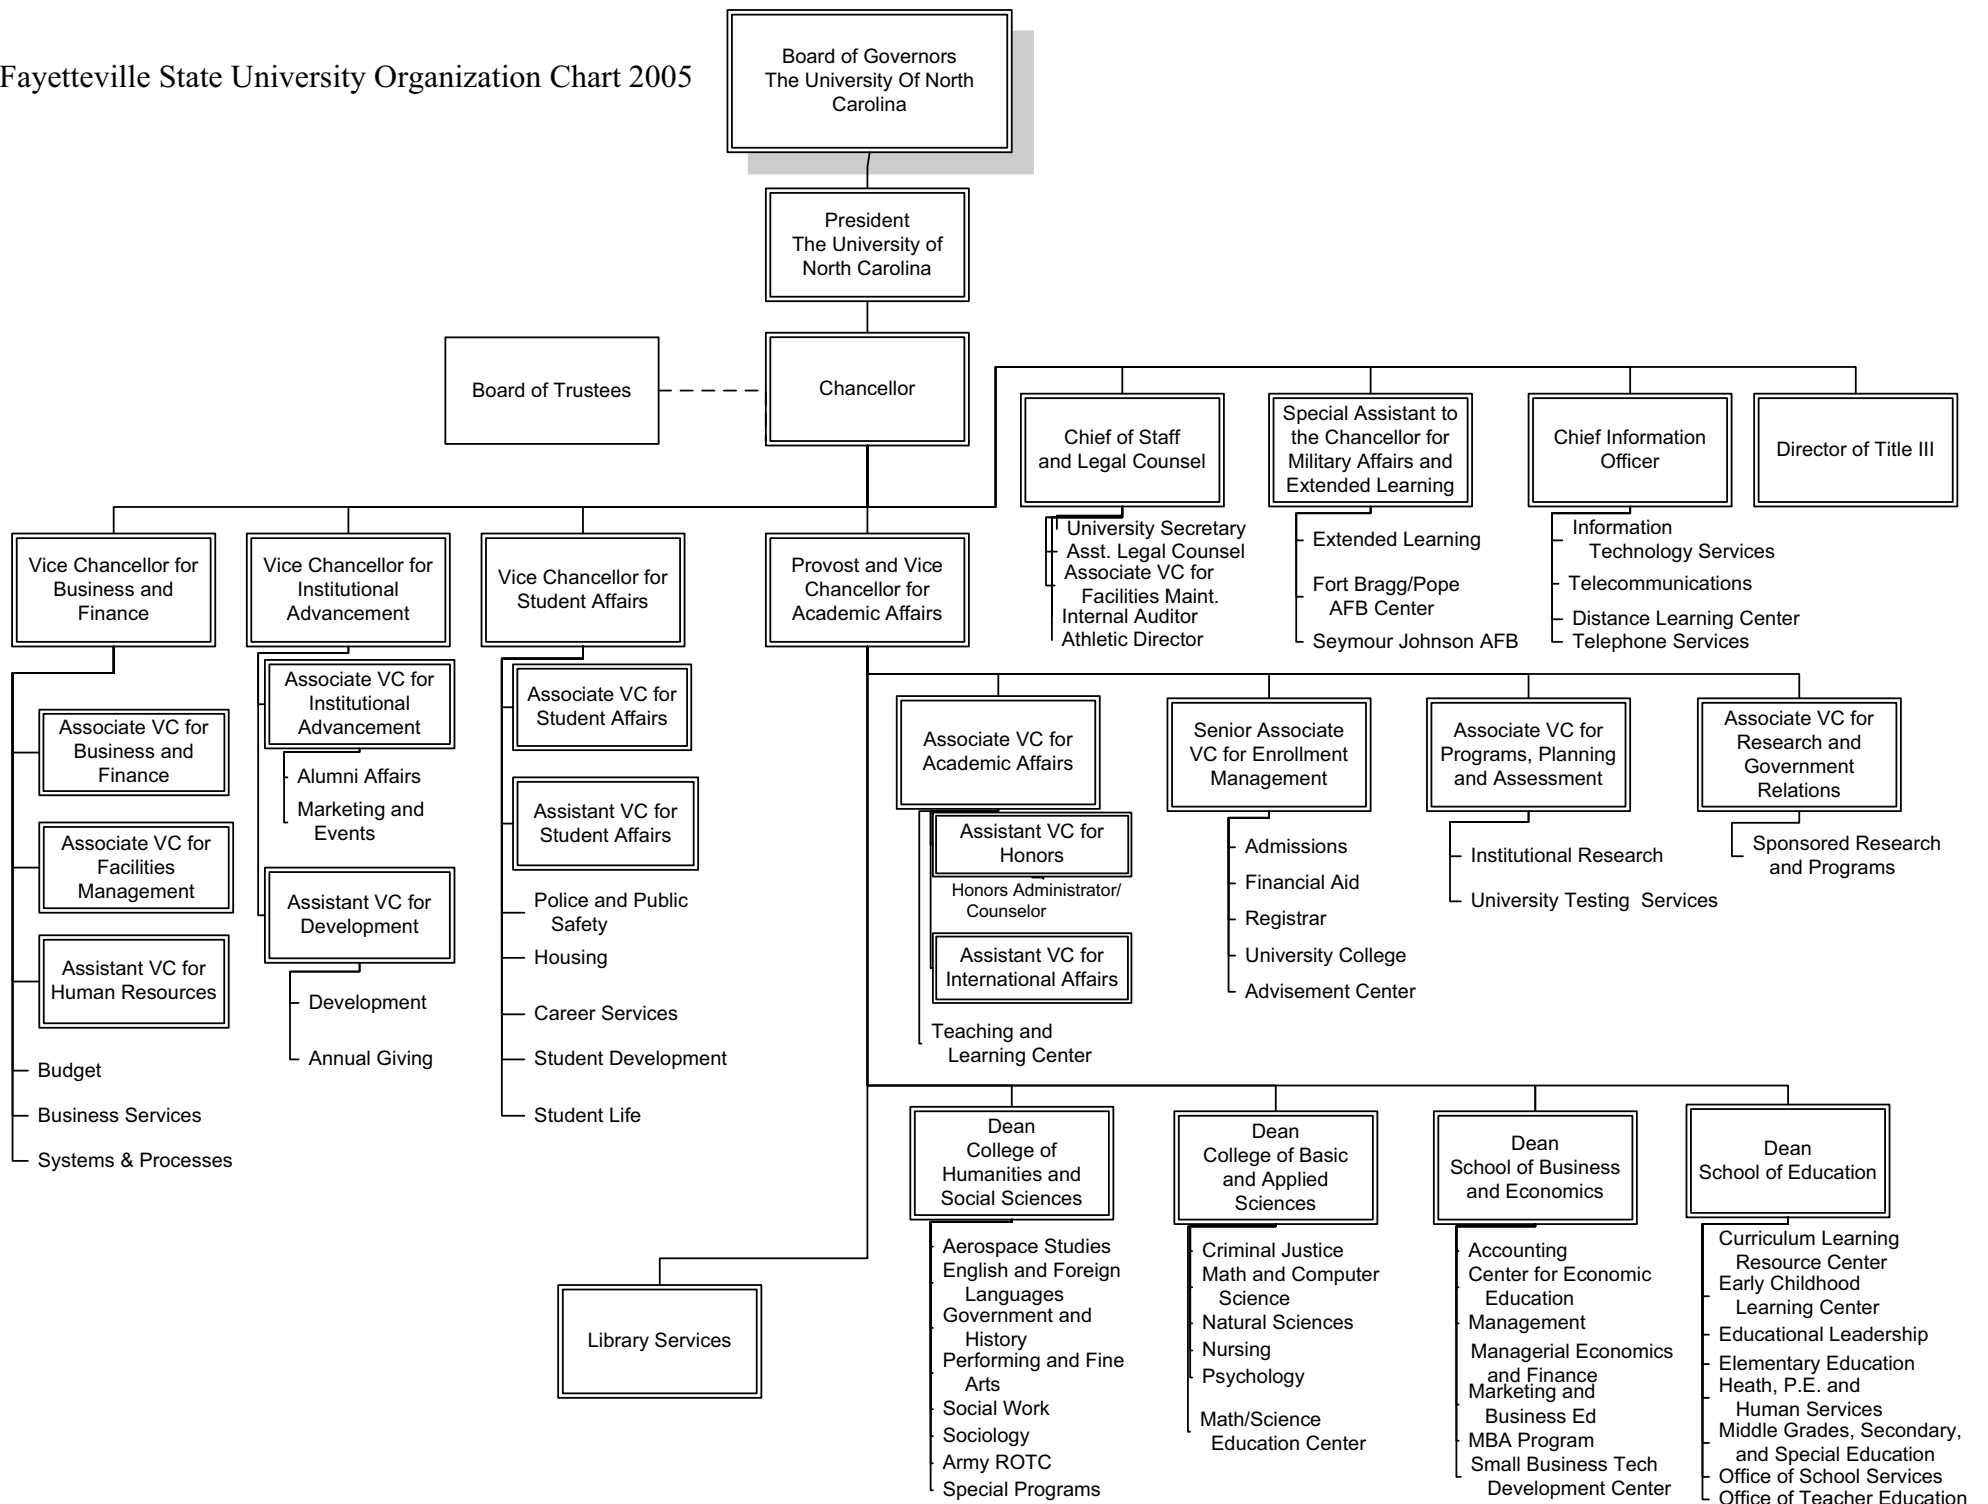 Fayetteville State University Organization Chart 2005
Board of Governors
The University Of North
Carolina
President
The University of
North Carolina
Board of Trustees
Chancellor
Chief of Staff
and Legal Counsel
Special Assistant to
the Chancellor for
Military Affairs and
Extended Learning
Chief Information
Officer
Director of Title III
University Secretary
Asst. Legal Counsel
Associate VC for
Facilities Maint.
Internal Auditor
Athletic Director
Extended Learning
Fort Bragg/Pope
AFB Center
Seymour Johnson AFB
Information
Technology Services
Telecommunications
Distance Learning Center
Telephone Services
Vice Chancellor for
Business and
Finance
Vice Chancellor for
Institutional
Advancement
Vice Chancellor for
Student Affairs
Provost and Vice
Chancellor for
Academic Affairs
Associate VC for
Business and
Finance
Associate VC for
Facilities
Management
Assistant VC for
Human Resources
Budget
Business Services
Systems & Processes
Associate VC for
Institutional
Advancement
Alumni Affairs
Marketing and
Events
Assistant VC for
Development
Development
Annual Giving
Associate VC for
Student Affairs
Assistant VC for
Student Affairs
Police and Public
Safety
Housing
Career Services
Student Development
Student Life
Associate VC for
Academic Affairs
Assistant VC for
Honors
Honors Administrator/
Counselor
Assistant VC for
International Affairs
Teaching and
Learning Center
Senior Associate
VC for Enrollment
Management
Admissions
Financial Aid
Registrar
University College
Advisement Center
Associate VC for
Programs, Planning
and Assessment
Institutional Research
University Testing  Services
Associate VC for
Research and
Government
Relations
Sponsored Research
and Programs
Library Services
Dean
College of
Humanities and
Social Sciences
Aerospace Studies
English and Foreign
Languages
Government and
History
Performing and Fine
Arts
Social Work
Sociology
Army ROTC
Special Programs
Dean
College of Basic
and Applied
Sciences
Criminal Justice
Math and Computer
Science
Natural Sciences
Nursing
Psychology
Math/Science
Education Center
Dean
School of Business
and Economics
Accounting
Center for Economic
Education
Management
Managerial Economics
and Finance
Marketing and
Business Ed
MBA Program
Small Business Tech
Development Center
Dean
School of Education
Curriculum Learning
Resource Center
Early Childhood
Learning Center
Educational Leadership
Elementary Education
Heath, P.E. and
Human Services
Middle Grades, Secondary,
and Special Education
Office of School Services
Office of Teacher Education